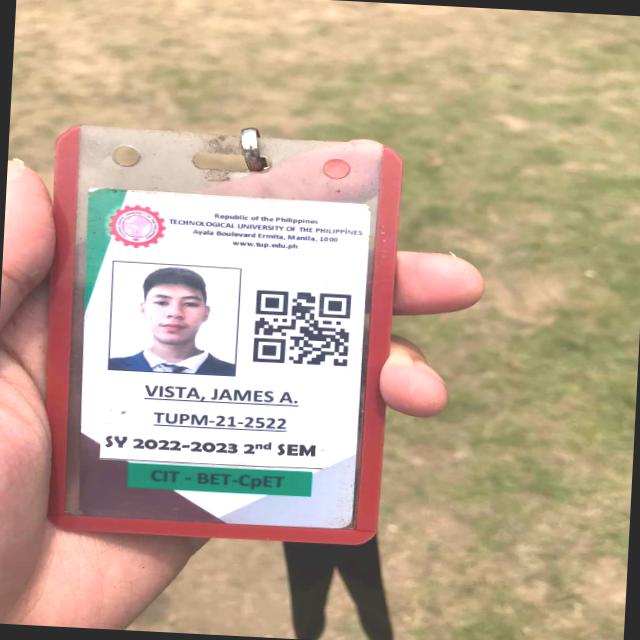 Republic of the Philippines
TECHNOLOGICAL UNIVERSITY OF THE PHILIPPINES
Ayala Boulevard Ermita, Manila, 1000
www.tup.edu.ph
VISTA, JAMES A.
TUPM-21-2522
SY 2022-2023 2nd SEM
CIT - BET-CpET